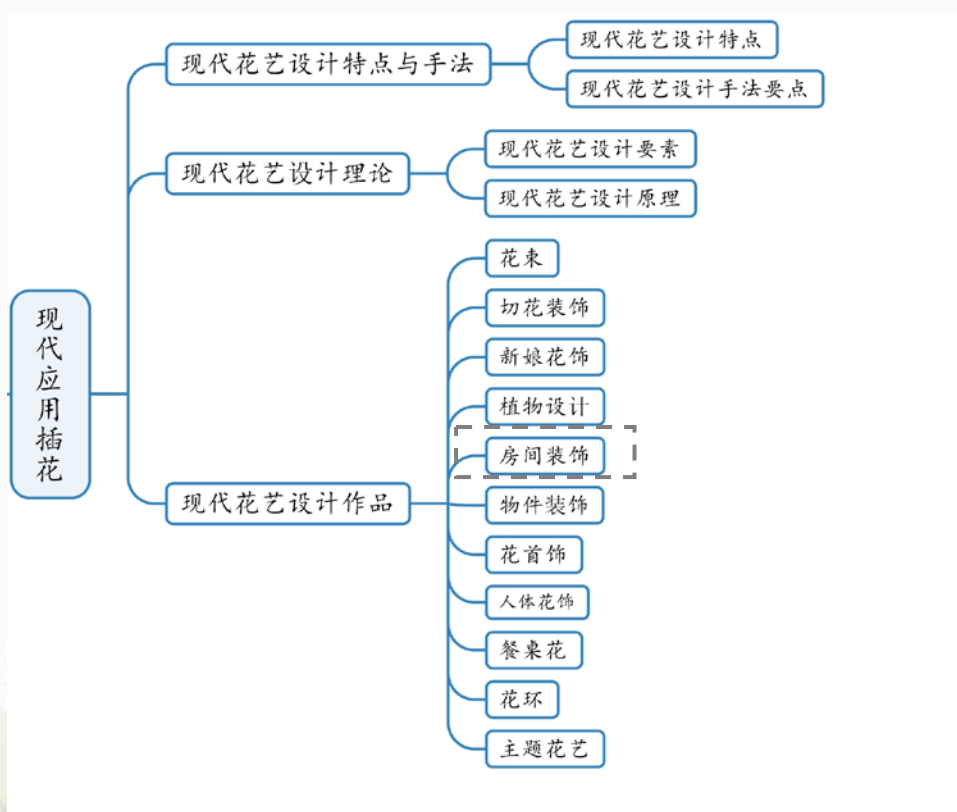 现代应用插花
现代花艺设计特点与手法
现代花艺设计特点
现代花艺设计手法要点
现代花艺设计理论
现代花艺设计要素
现代花艺设计原理
现代花艺设计作品
花束
切花装饰
新娘花饰
植物设计
房间装饰
物件装饰
花首饰
人体花饰
餐桌花
花环
主题花艺